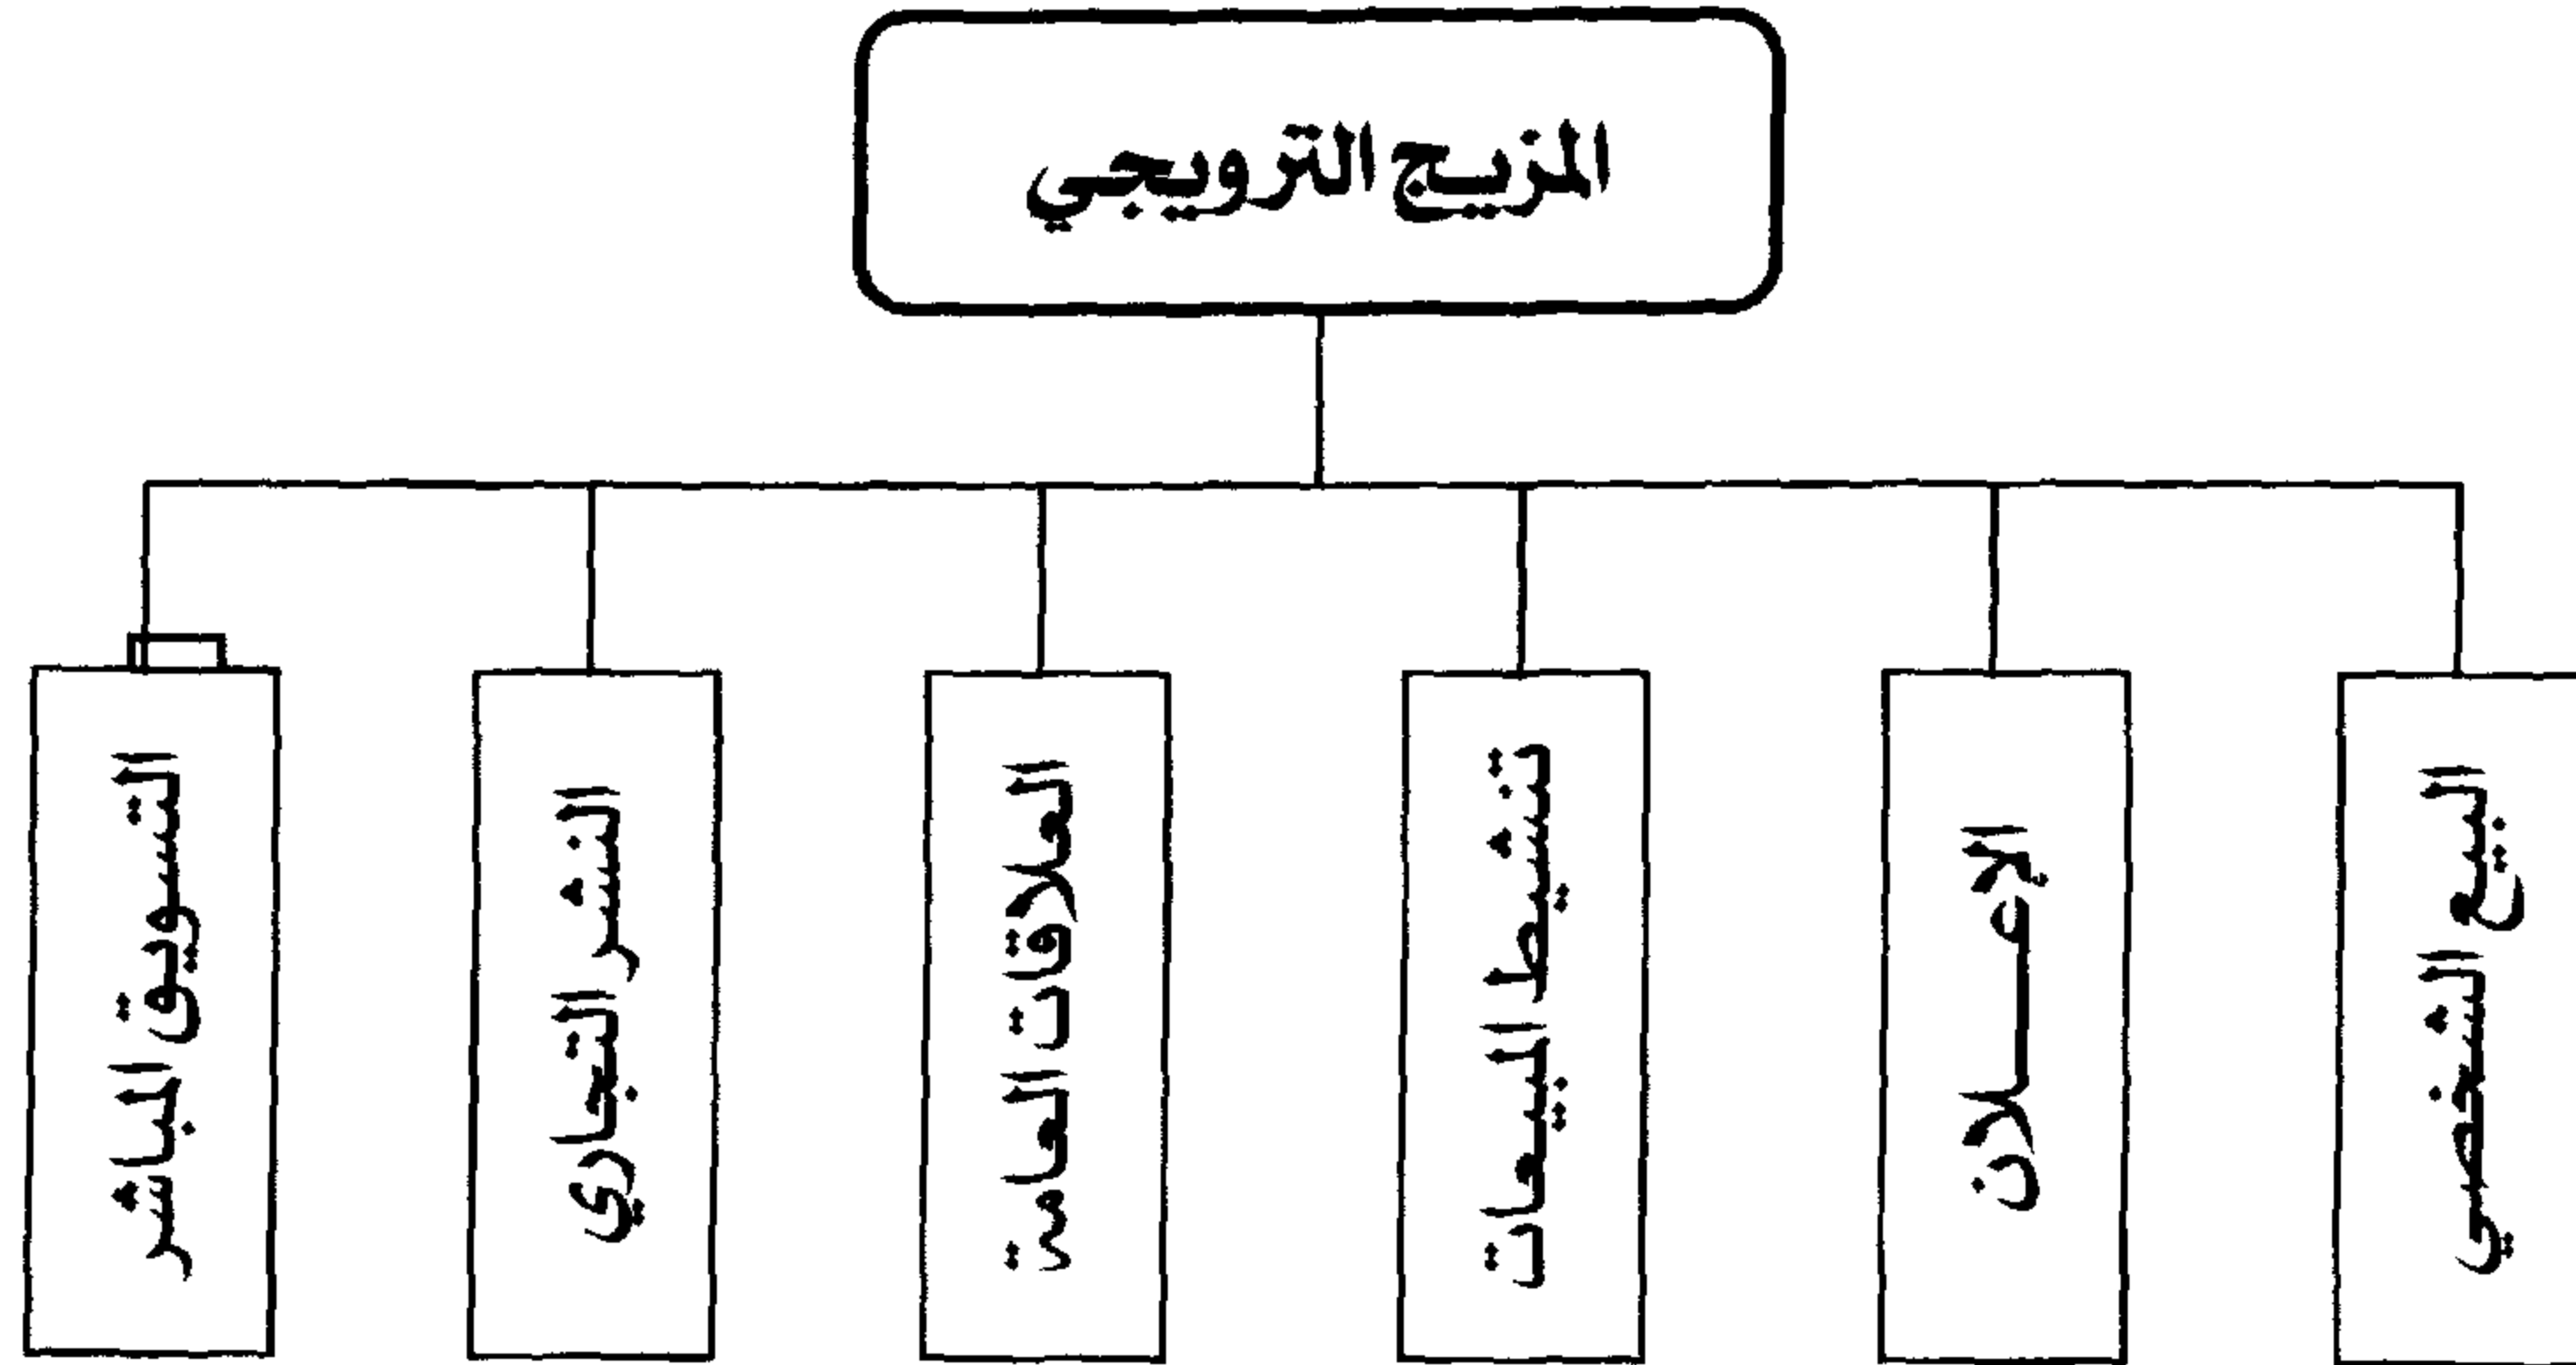 المزيج الترويجي
البيع الشخصي
الإعلان
تنشيط المبيعات
العلاقات العامة
النشر التجاري
التسويق المباشر